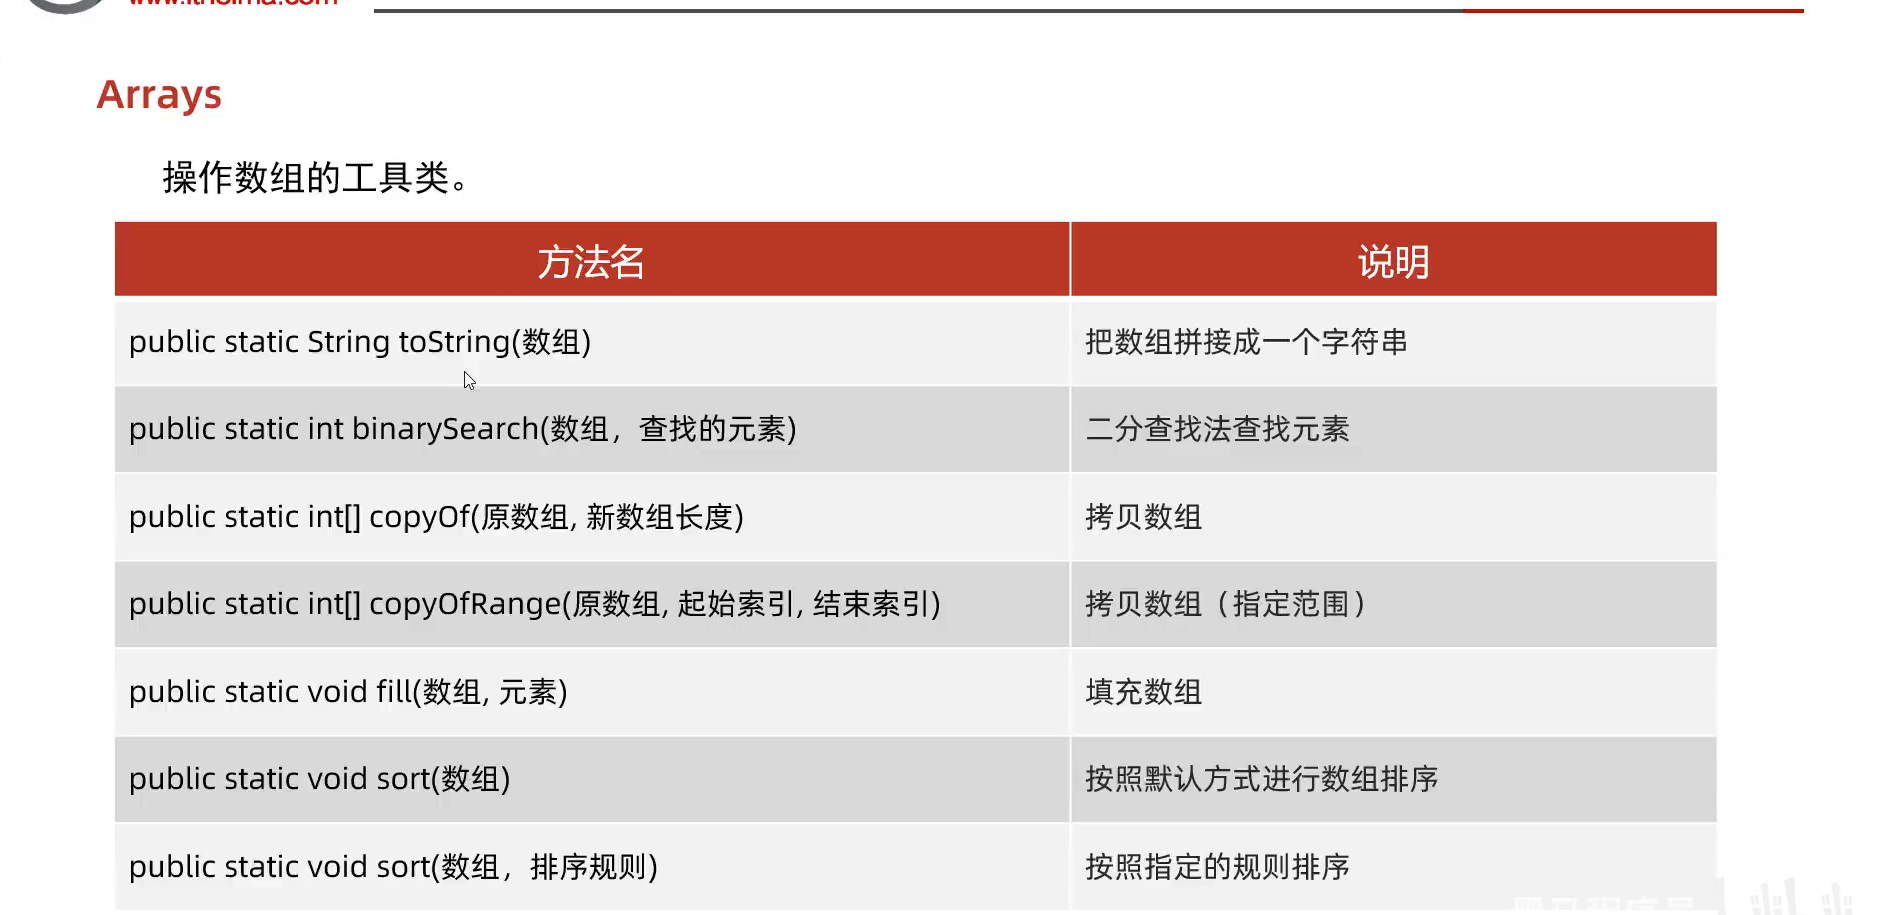 www.itheima.com
Arrays
操作数组的工具类。
方法名 说明
public static String toString(数组) 把数组拼接成一个字符串
public static int binarySearch(数组，查找的元素) 二分查找法查找元素
public static int[] copyOf(原数组, 新数组长度) 拷贝数组
public static int[] copyOfRange(原数组, 起始索引, 结束索引) 拷贝数组（指定范围）
public static void fill(数组, 元素) 填充数组
public static void sort(数组) 按照默认方式进行数组排序
public static void sort(数组，排序规则) 按照指定的规则排序